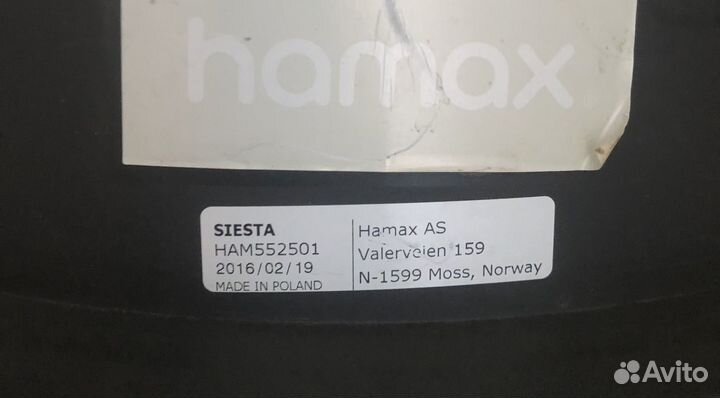 hamax
SIESTA
HAM552501
2016/02/19
MADE IN POLAND
Hamax AS
Valerveien 159
N-1599 Moss, Norway
Avito